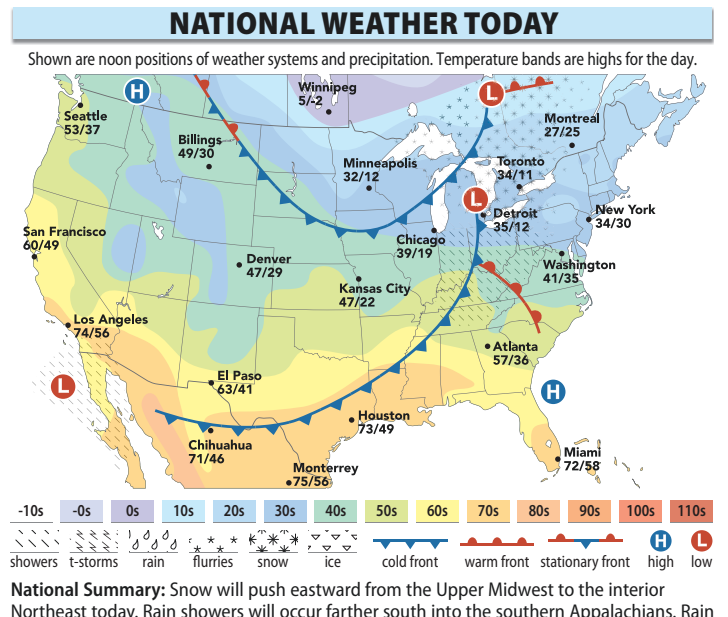 NATIONAL WEATHER TODAY
Shown are noon positions of weather systems and precipitation. Temperature bands are highs for the day.
H
L
Winnipeg
5/-2
Seattle
53/37
Montreal
27/25
Billings
49/30
Minneapolis
32/12
Toronto
34/11
L
Detroit
35/12
New York
34/30
San Francisco
60/49
Chicago
39/19
Denver
47/29
Washington
41/35
Kansas City
47/22
Los Angeles
74/56
Atlanta
57/36
L
El Paso
63/41
H
Houston
73/49
Chihuahua
71/46
Miami
72/58
Monterrey
75/56
-10s -0s 0s 10s 20s 30s 40s 50s 60s 70s 80s 90s 100s 110s
H L
showers t-storms rain flurries snow ice cold front warm front stationary front high low
National Summary: Snow will push eastward from the Upper Midwest to the interior
Northeast today. Rain showers will occur farther south into the southern Appalachians. Rain